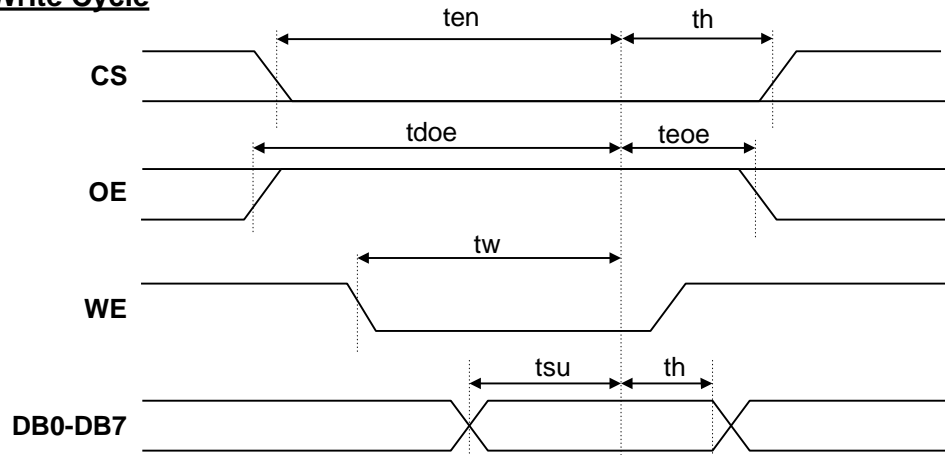 Write Cycle
ten th
CS
tdoe teoe
OE
tw
WE
tsu th
DB0-DB7